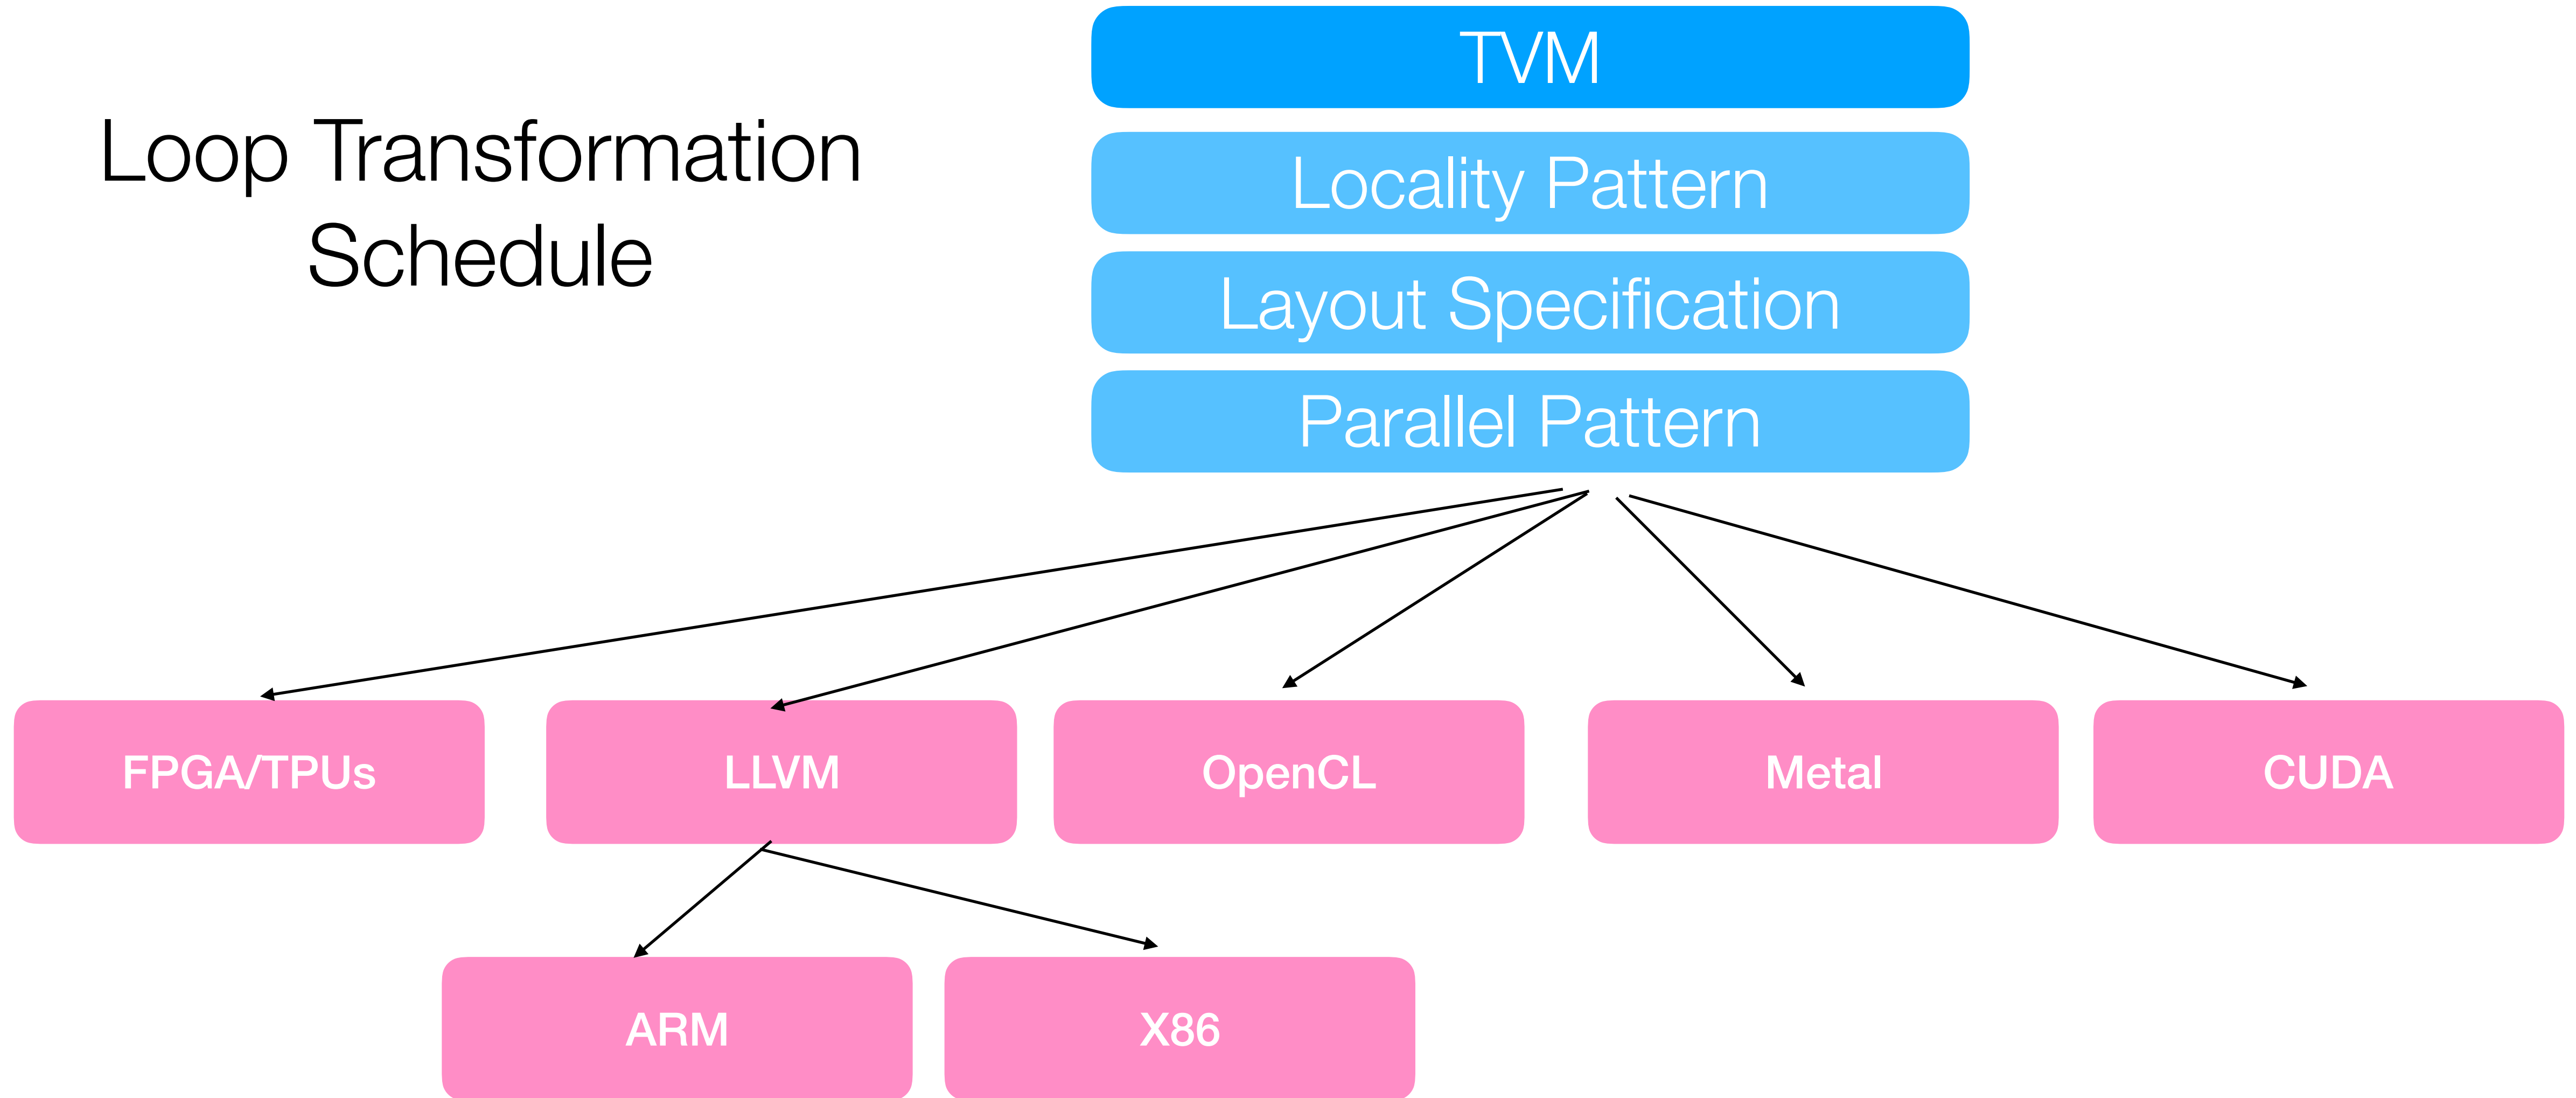 TVM
Loop Transformation
Schedule
Locality Pattern
Layout Specification
Parallel Pattern
FPGA/TPUs
LLVM
OpenCL
Metal
CUDA
ARM
X86